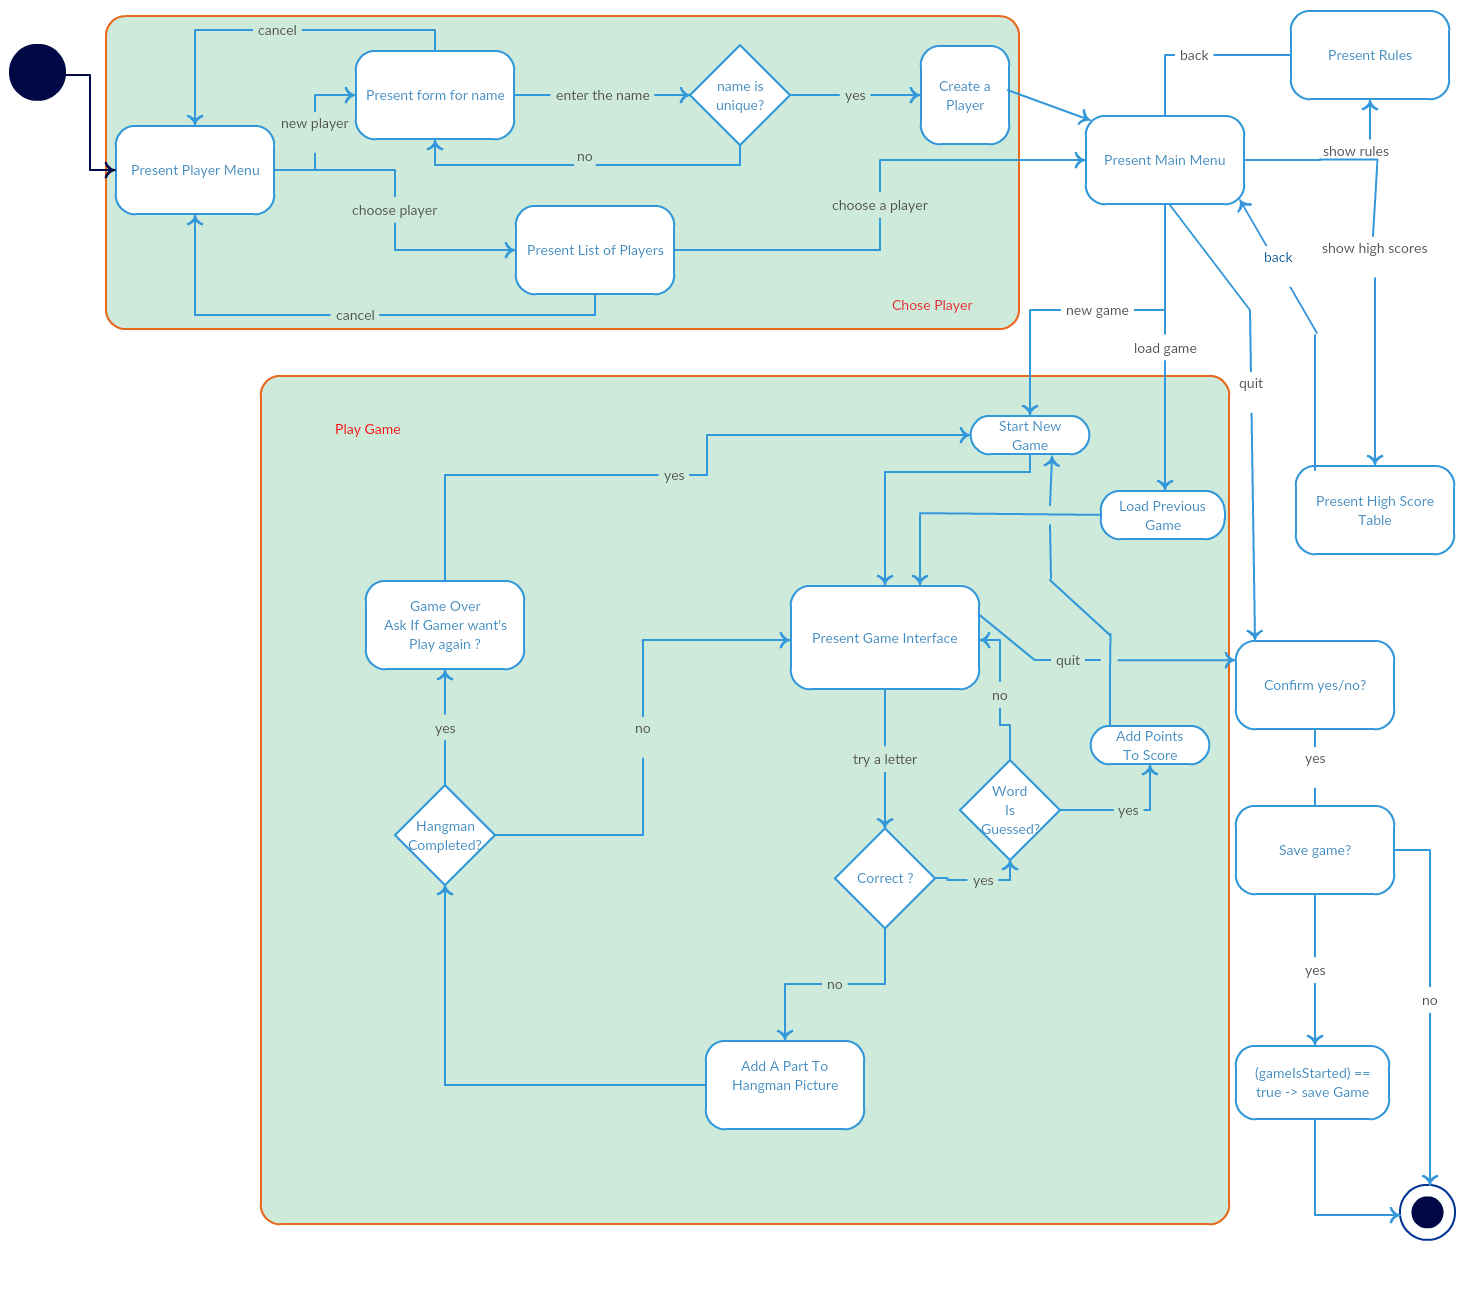 cancel
Present form for name
enter the name
name is
unique?
yes
Create a
Player
new player
no
Present Player Menu
choose player
Present List of Players
choose a player
cancel
Chose Player
back
Present Rules
Present Main Menu
show rules
show high scores
back
new game
load game
quit
Present High Score
Table
Play Game
Start New
Game
yes
Load Previous
Game
Game Over
Ask If Gamer want's
Play again ?
Present Game Interface
quit
Confirm yes/no?
no
yes
no
try a letter
Add Points
To Score
yes
Word
Is
Guessed?
yes
Hangman
Completed?
Correct ?
yes
Save game?
no
yes
no
Add A Part To
Hangman Picture
(gameIsStarted) ==
true -> save Game